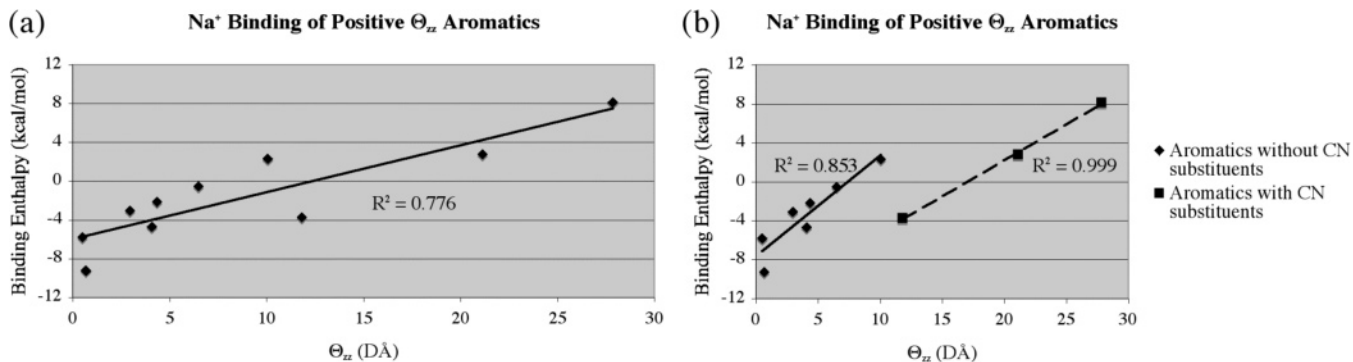 (a)
Na⁺ Binding of Positive Θzz Aromatics
Binding Enthalpy (kcal/mol)
12
8
4
0
-4
-8
-12
R² = 0.776
0 5 10 15 20 25 30
Θzz (DÅ)
(b)
Na⁺ Binding of Positive Θzz Aromatics
Binding Enthalpy (kcal/mol)
12
8
4
0
-4
-8
-12
R² = 0.853
R² = 0.999
0 5 10 15 20 25 30
Θzz (DÅ)
Aromatics without CN
substituents
Aromatics with CN
substituents